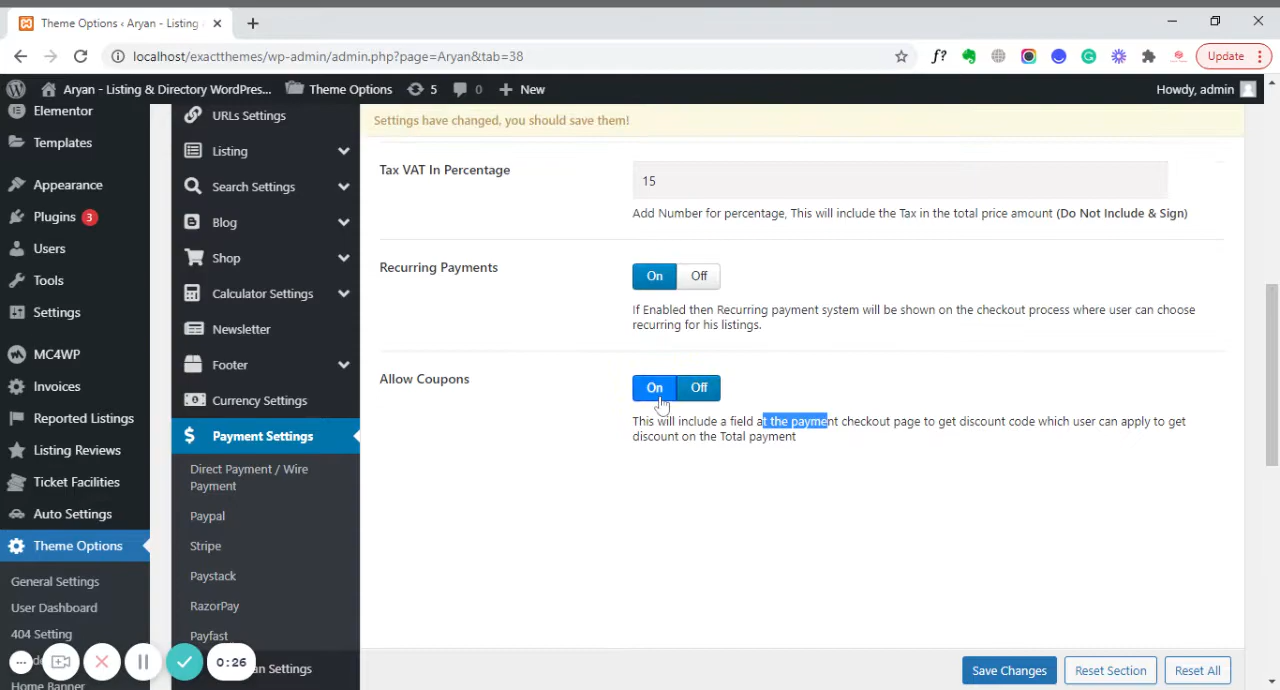 Theme Options ‹ Aryan - Listing
localhost/exactthemes/wp-admin/admin.php?page=Aryan&tab=38
f?
Update
Aryan - Listing & Directory WordPres...
Theme Options
5
0
New
Howdy, admin
Elementor
Templates
Appearance
Plugins 3
Users
Tools
Settings
MC4WP
Invoices
Reported Listings
Listing Reviews
Ticket Facilities
Auto Settings
Theme Options
General Settings
User Dashboard
404 Setting
Home Banner
0:26
URLs Settings
Listing
Search Settings
Blog
Shop
Calculator Settings
Newsletter
Footer
Currency Settings
Payment Settings
Direct Payment / Wire
Payment
Paypal
Stripe
Paystack
RazorPay
Payfast
an Settings
Settings have changed, you should save them!
Tax VAT In Percentage
15
Add Number for percentage, This will include the Tax in the total price amount (Do Not Include & Sign)
Recurring Payments
On Off
If Enabled then Recurring payment system will be shown on the checkout process where user can choose
recurring for his listings.
Allow Coupons
On Off
This will include a field at the payment checkout page to get discount code which user can apply to get
discount on the Total payment
Save Changes
Reset Section
Reset All